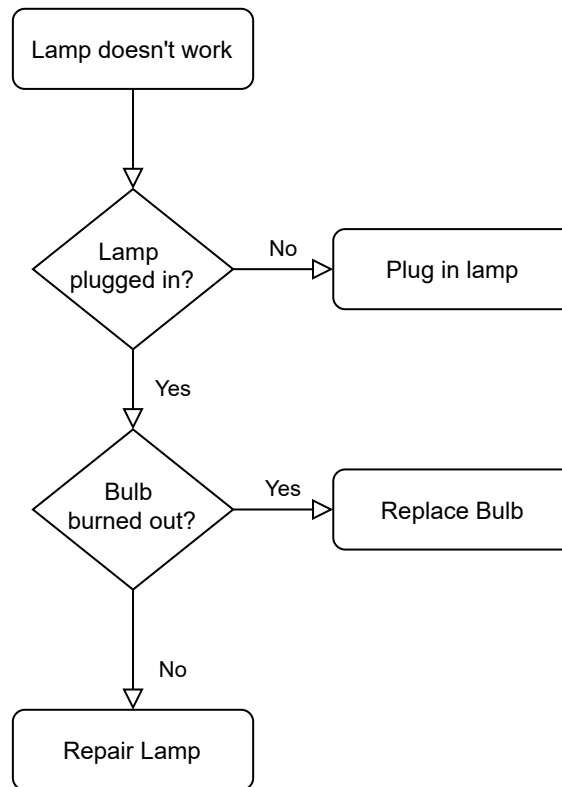 Lamp doesn't work
Lamp
plugged in?
No
Plug in lamp
Yes
Bulb
burned out?
Yes
Replace Bulb
No
Repair Lamp